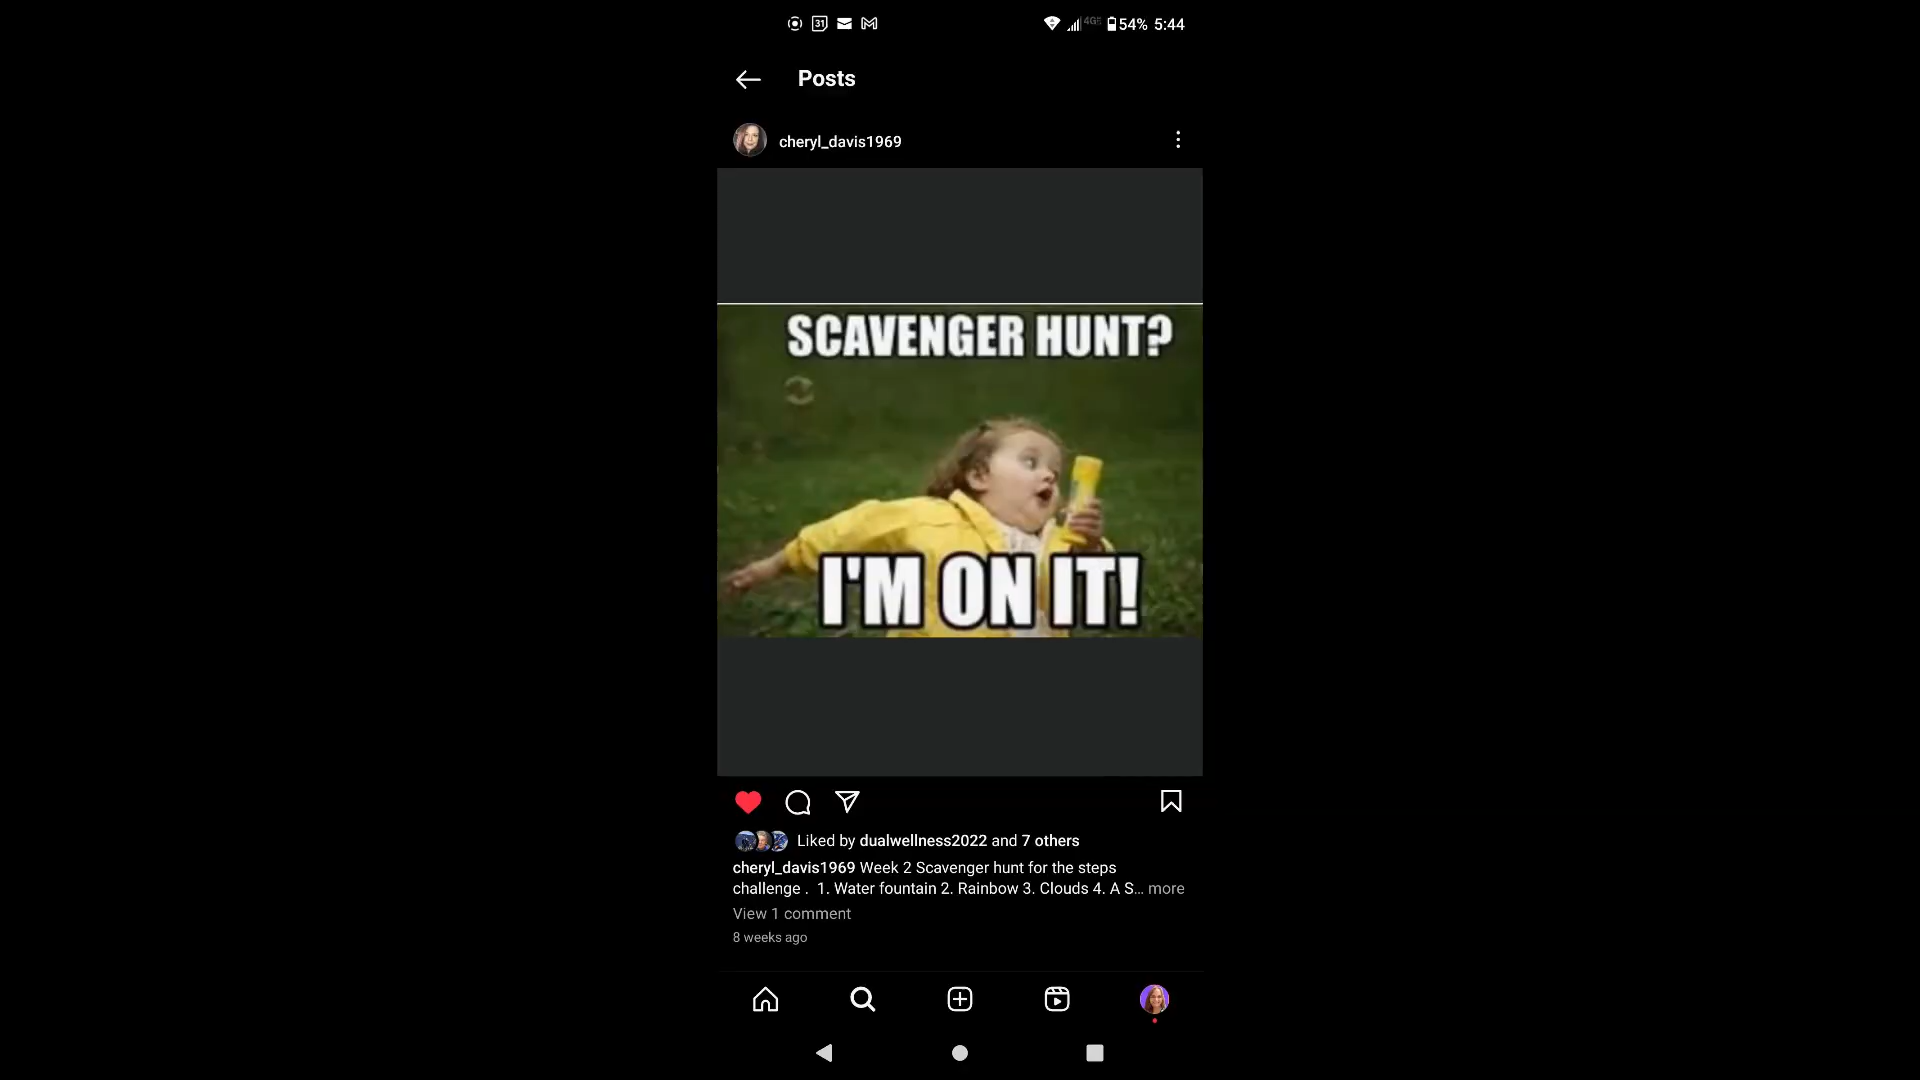 54% 5:44
Posts
cheryl_davis1969
SCAVENGER HUNT?
I'M ON IT!
Liked by dualwellness2022 and 7 others
cheryl_davis1969 Week 2 Scavenger hunt for the steps
challenge . 1. Water fountain 2. Rainbow 3. Clouds 4. A S... more
View 1 comment
8 weeks ago